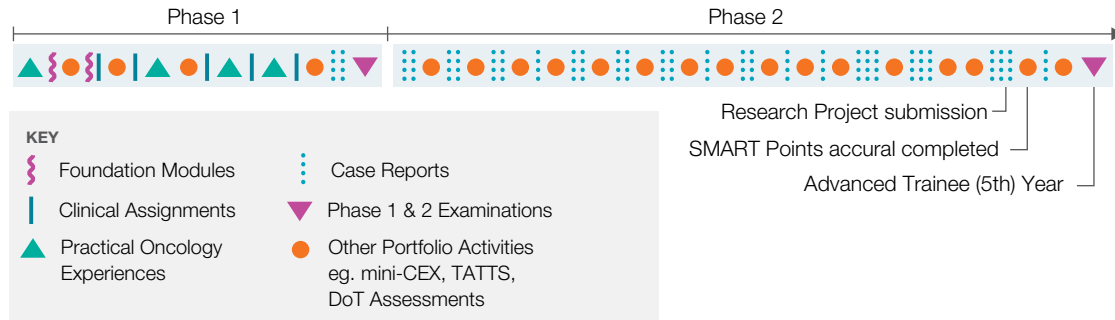 Phase 1
Phase 2
Research Project submission
SMART Points accural completed
Advanced Trainee (5th) Year
KEY
Foundation Modules
Case Reports
Clinical Assignments
Phase 1 & 2 Examinations
Practical Oncology
Experiences
Other Portfolio Activities
eg. mini-CEX, TATTS,
DoT Assessments